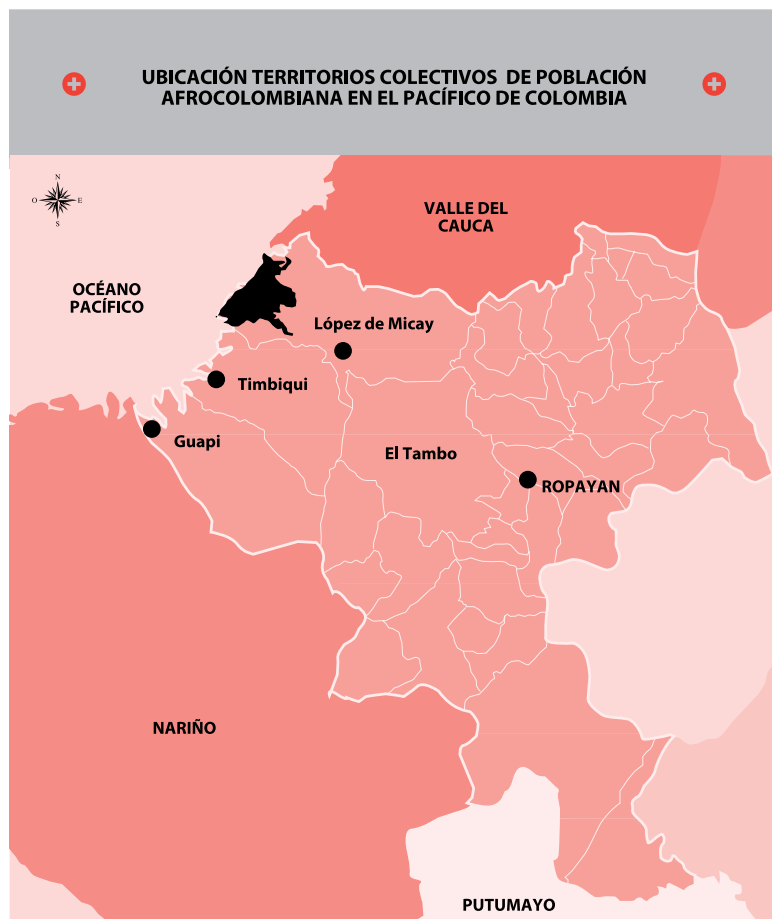 UBICACIÓN TERRITORIOS COLECTIVOS DE POBLACIÓN
AFROCOLOMBIANA EN EL PACÍFICO DE COLOMBIA
N
O
E
S
VALLE DEL
CAUCA
OCÉANO
PACÍFICO
López de Micay
Timbiqui
Guapi
El Tambo
ROPAYAN
NARIÑO
PUTUMAYO